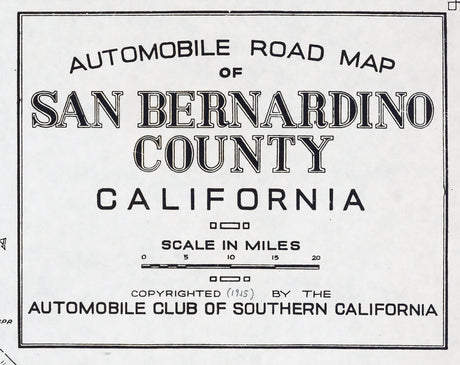 AUTOMOBILE ROAD MAP
OF
SAN BERNARDINO
COUNTY
CALIFORNIA
SCALE IN MILES
0 5 10 15 20
COPYRIGHTED (1915) BY THE
AUTOMOBILE CLUB OF SOUTHERN CALIFORNIA